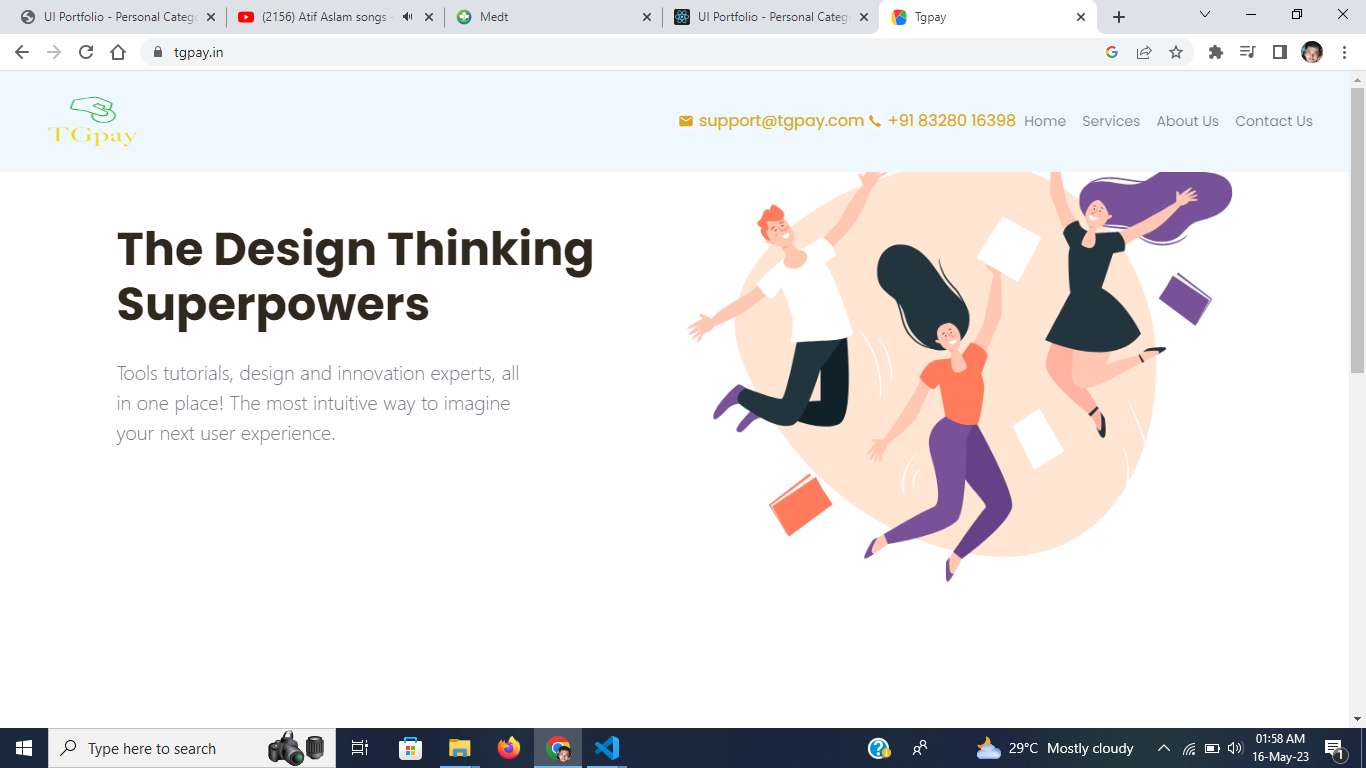 UI Portfolio - Personal Catego
(2156) Atif Aslam songs -
Medt
UI Portfolio - Personal Catego
Tgpay
tgpay.in
TGpay
support@tgpay.com
+91 83280 16398
Home
Services
About Us
Contact Us
The Design Thinking
Superpowers
Tools tutorials, design and innovation experts, all
in one place! The most intuitive way to imagine
your next user experience.
Type here to search
29°C Mostly cloudy
01:58 AM
16-May-23
1